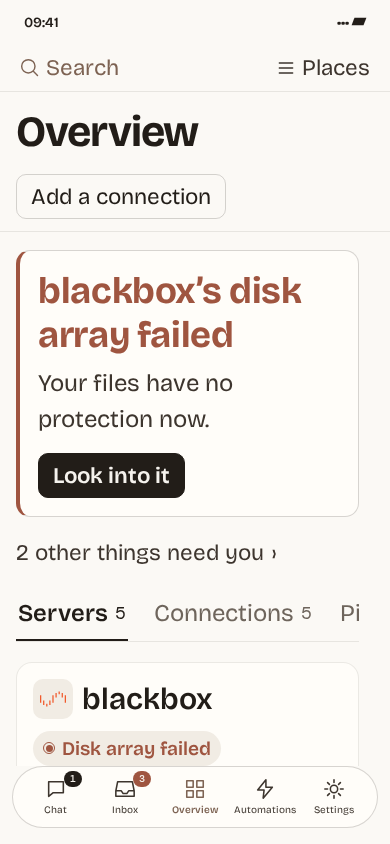 09:41
Search
Places
Overview
Add a connection
blackbox’s disk
array failed
Your files have no
protection now.
Look into it
2 other things need you ›
Servers 5
Connections 5
Pi
blackbox
Disk array failed
1
3
Chat
Inbox
Overview
Automations
Settings